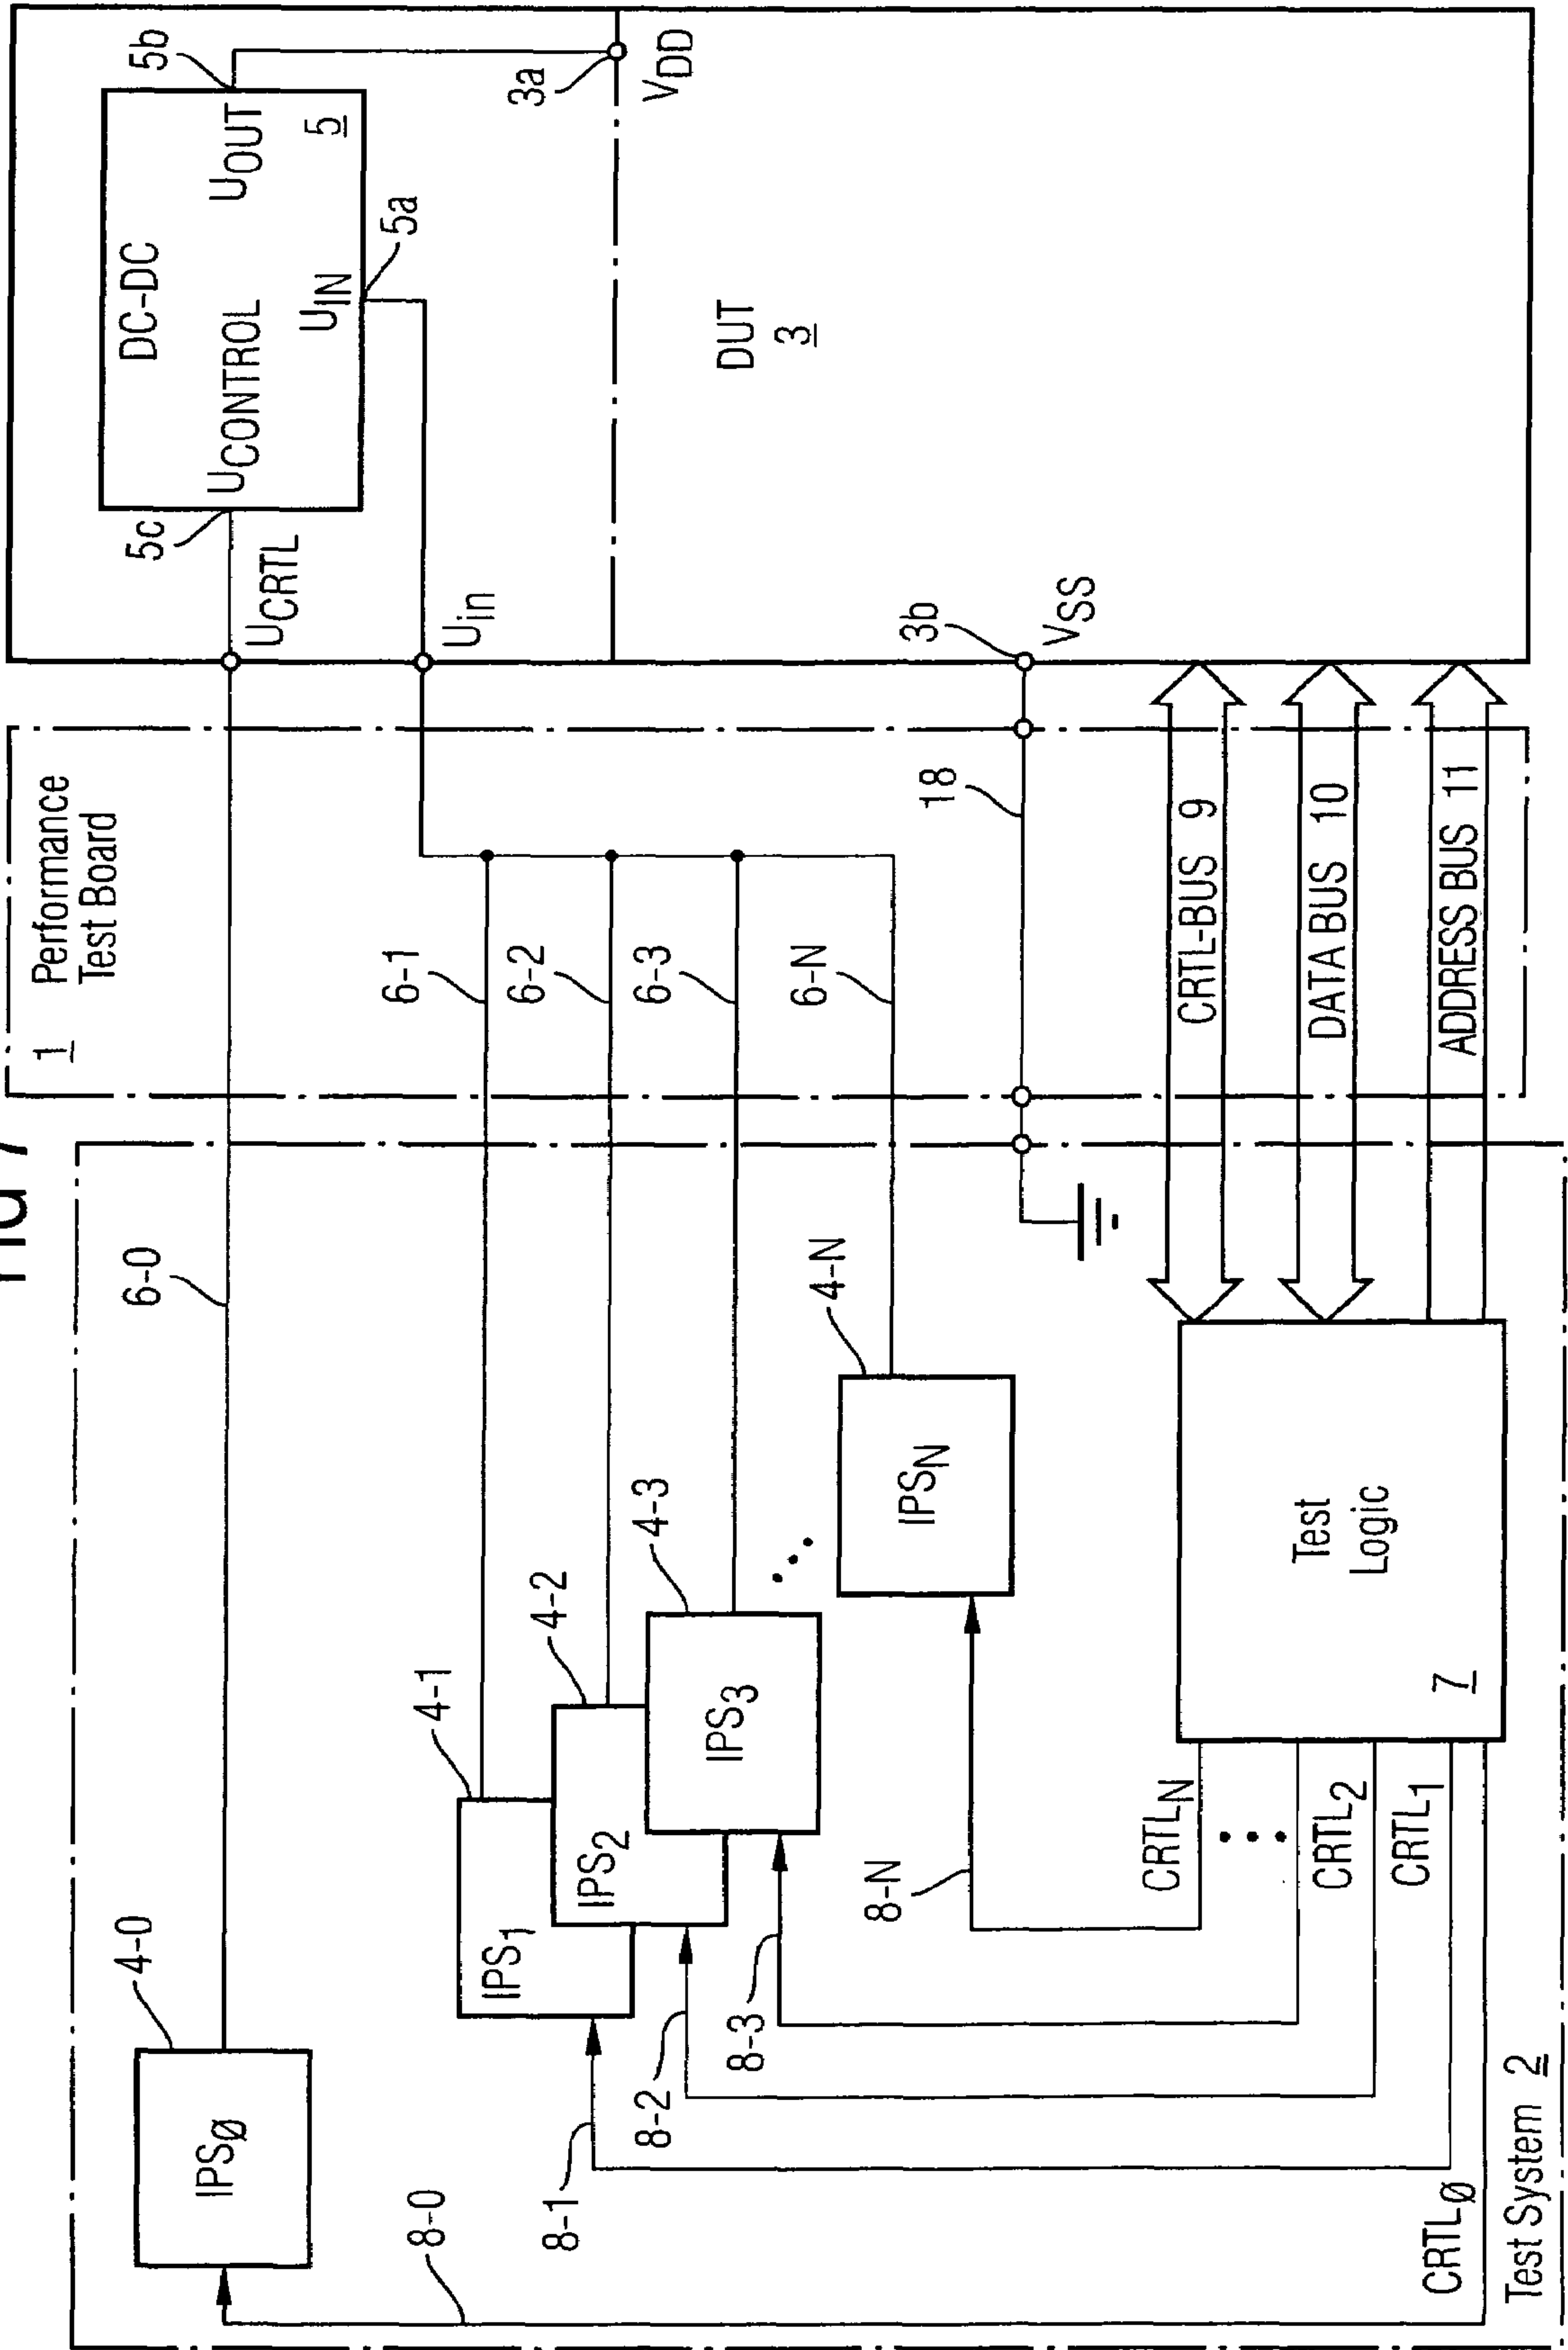 1 Performance
Test Board
Test System 2
IPSØ
4-0
8-0
6-0
IPS1
4-1
IPS2
4-2
IPS3
4-3
IPSN
4-N
8-1
8-2
8-3
8-N
6-1
6-2
6-3
6-N
CRTLN
CRTL2
CRTL1
CRTLØ
Test
Logic
7
18
CRTL-BUS 9
DATA BUS 10
ADDRESS BUS 11
UCRTL
Uin
3b
VSS
DC-DC
UCONTROL
UOUT
UIN
5
5a
5b
5c
3a
VDD
DUT
3